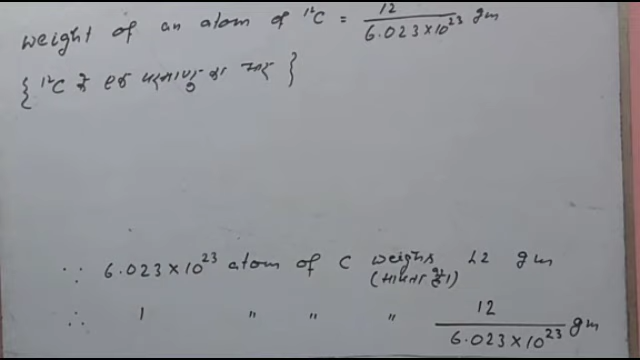 weight of an atom of ¹²C = 12 / 6.023×10²³ gm
{ ¹²C के एक परमाणु का भार }
∵ 6.023×10²³ atom of C weighs 12 gm
∴ 1 " " " 12 / 6.023×10²³ gm